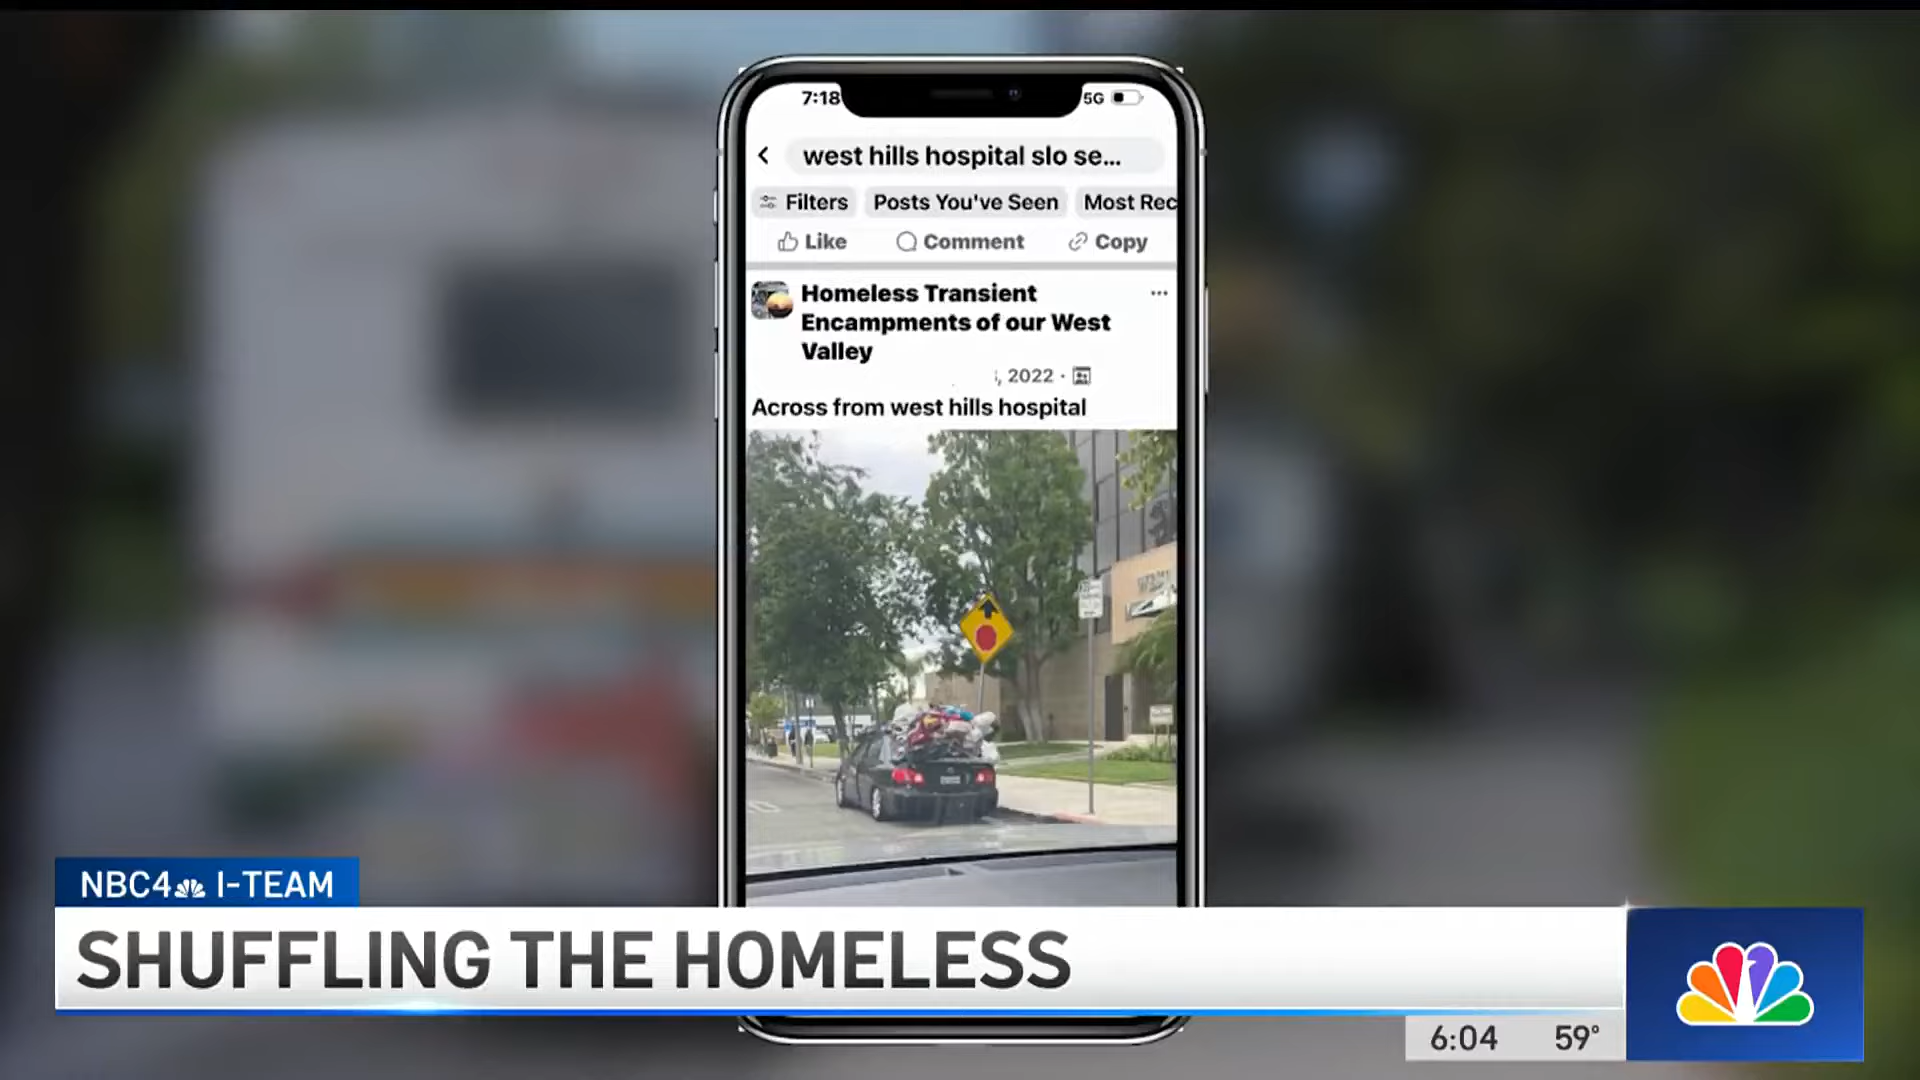 7:18
5G
west hills hospital slo se...
Filters
Posts You've Seen
Most Rec
Like
Comment
Copy
Homeless Transient
Encampments of our West
Valley
, 2022
Across from west hills hospital
NBC4 I-TEAM
SHUFFLING THE HOMELESS
6:04 59°